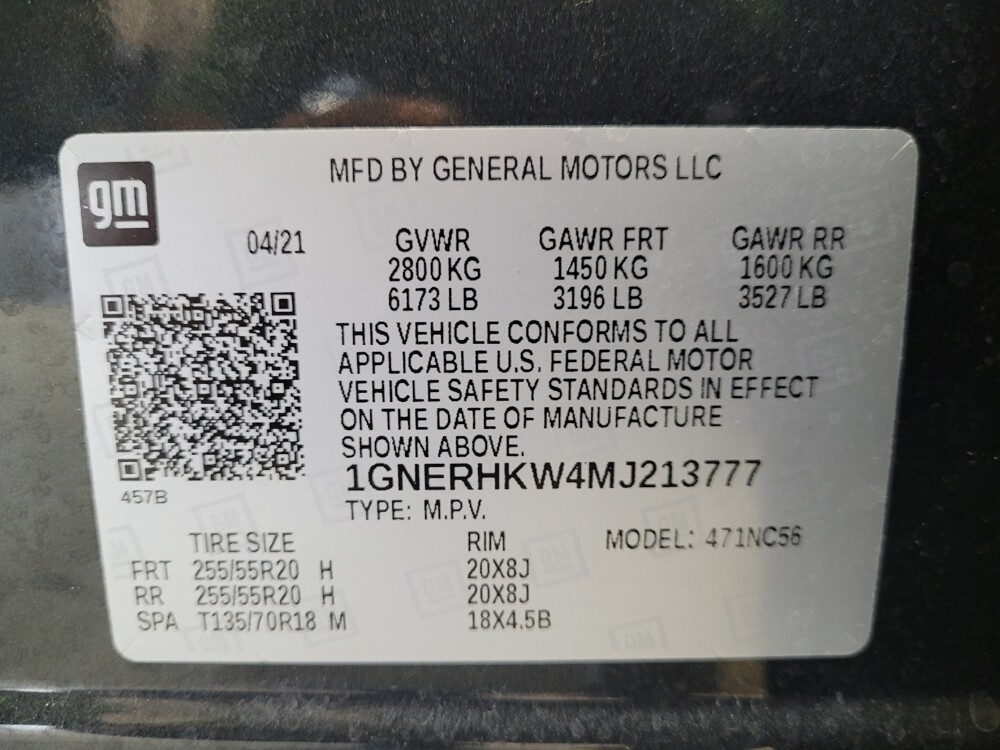 gm
MFD BY GENERAL MOTORS LLC
04/21 GVWR GAWR FRT GAWR RR
2800 KG 1450 KG 1600 KG
6173 LB 3196 LB 3527 LB
THIS VEHICLE CONFORMS TO ALL
APPLICABLE U.S. FEDERAL MOTOR
VEHICLE SAFETY STANDARDS IN EFFECT
ON THE DATE OF MANUFACTURE
SHOWN ABOVE.
1GNERHKW4MJ213777
457B
TYPE: M.P.V.
TIRE SIZE RIM MODEL: 471NC56
FRT 255/55R20 H 20X8J
RR 255/55R20 H 20X8J
SPA T135/70R18 M 18X4.5B